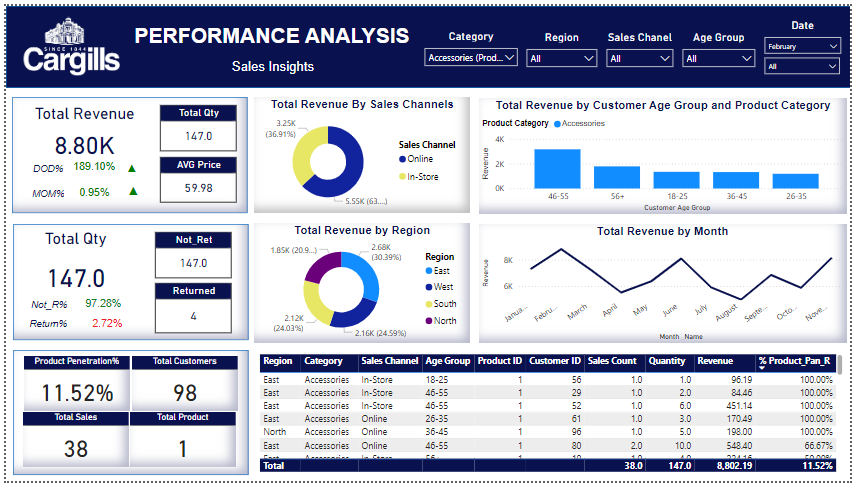 SINCE 1844
Cargills
PERFORMANCE ANALYSIS
Sales Insights
Category
Accessories (Prod...
Region
All
Sales Chanel
All
Age Group
All
Date
February
All
Total Revenue
8.80K
DOD% 189.10%
MOM% 0.95%
Total Qty
147.0
AVG Price
59.98
Total Revenue By Sales Channels
3.25K
(36.91%)
5.55K (63....)
Sales Channel
Online
In-Store
Total Revenue by Customer Age Group and Product Category
Product Category Accessories
Revenue
4K
2K
0K
46-55 56+ 18-25 36-45 26-35
Customer Age Group
Total Qty
147.0
Not_R% 97.28%
Return% 2.72%
Not_Ret
147.0
Returned
4
Total Revenue by Region
1.85K (20.9...)
2.68K
(30.39%)
2.12K
(24.03%)
2.16K (24.59%)
Region
East
West
South
North
Total Revenue by Month
Revenue
8K
6K
Janua... Febru... March April May June July August Septe... Octo... Nove...
Month_Name
Product Penetration%
11.52%
Total Customers
98
Total Sales
38
Total Product
1
Region Category Sales Channel Age Group Product ID Customer ID Sales Count Quantity Revenue % Product_Pan_R
East Accessories In-Store 18-25 1 56 1.0 1.0 96.19 100.00%
East Accessories In-Store 46-55 1 29 1.0 2.0 84.46 100.00%
East Accessories In-Store 46-55 1 52 1.0 6.0 451.14 100.00%
East Accessories Online 26-35 1 61 1.0 3.0 170.49 100.00%
North Accessories Online 36-45 1 96 1.0 5.0 198.00 100.00%
East Accessories Online 46-55 1 80 2.0 10.0 548.40 66.67%
Total 38.0 147.0 8,802.19 11.52%